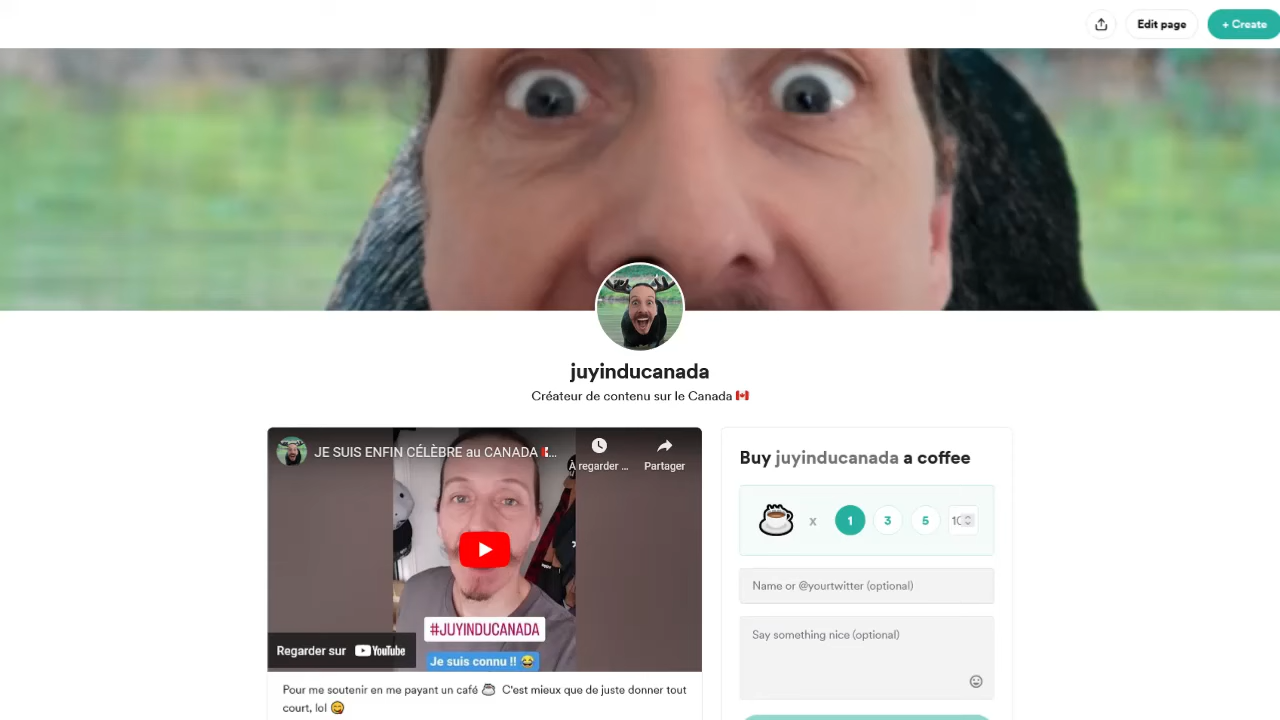 Edit page
+ Create
juyinducanada
Créateur de contenu sur le Canada 🇨🇦
JE SUIS ENFIN CÉLÈBRE au CANADA 🇨🇦...
À regarder ...
Partager
#JUYINDUCANADA
Je suis connu !! 😂
Regarder sur YouTube
Pour me soutenir en me payant un café ☕ C'est mieux que de juste donner tout
court, lol 😋
Buy juyinducanada a coffee
x 1 3 5 10
Name or @yourtwitter (optional)
Say something nice (optional)